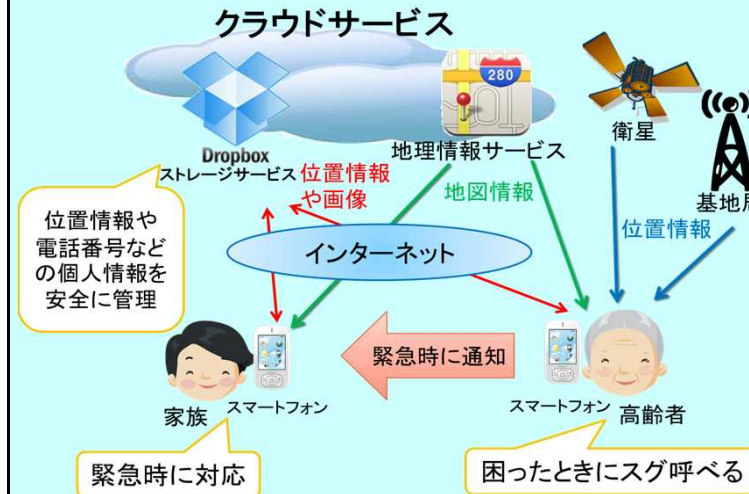 クラウドサービス
280
衛星
Dropbox
ストレージサービス
地理情報サービス
基地局
位置情報
や画像
地図情報
位置情報
位置情報や
電話番号など
の個人情報を
安全に管理
インターネット
緊急時に通知
家族
スマートフォン
スマートフォン
高齢者
緊急時に対応
困ったときにスグ呼べる